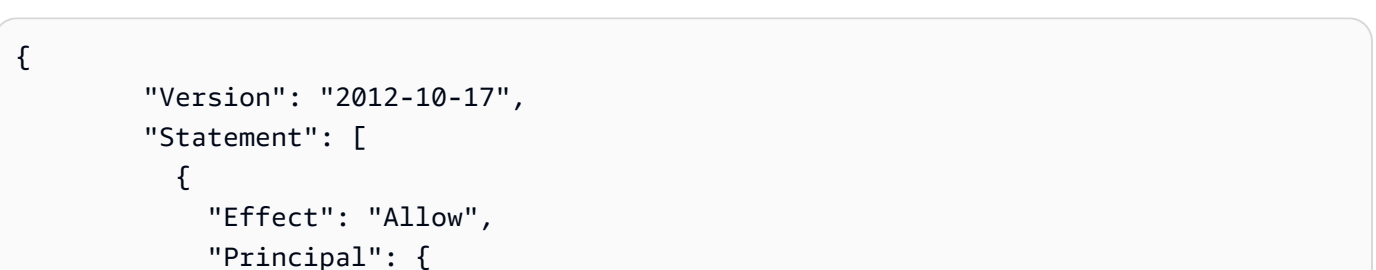 {
        "Version": "2012-10-17",
        "Statement": [
          {
            "Effect": "Allow",
            "Principal": {